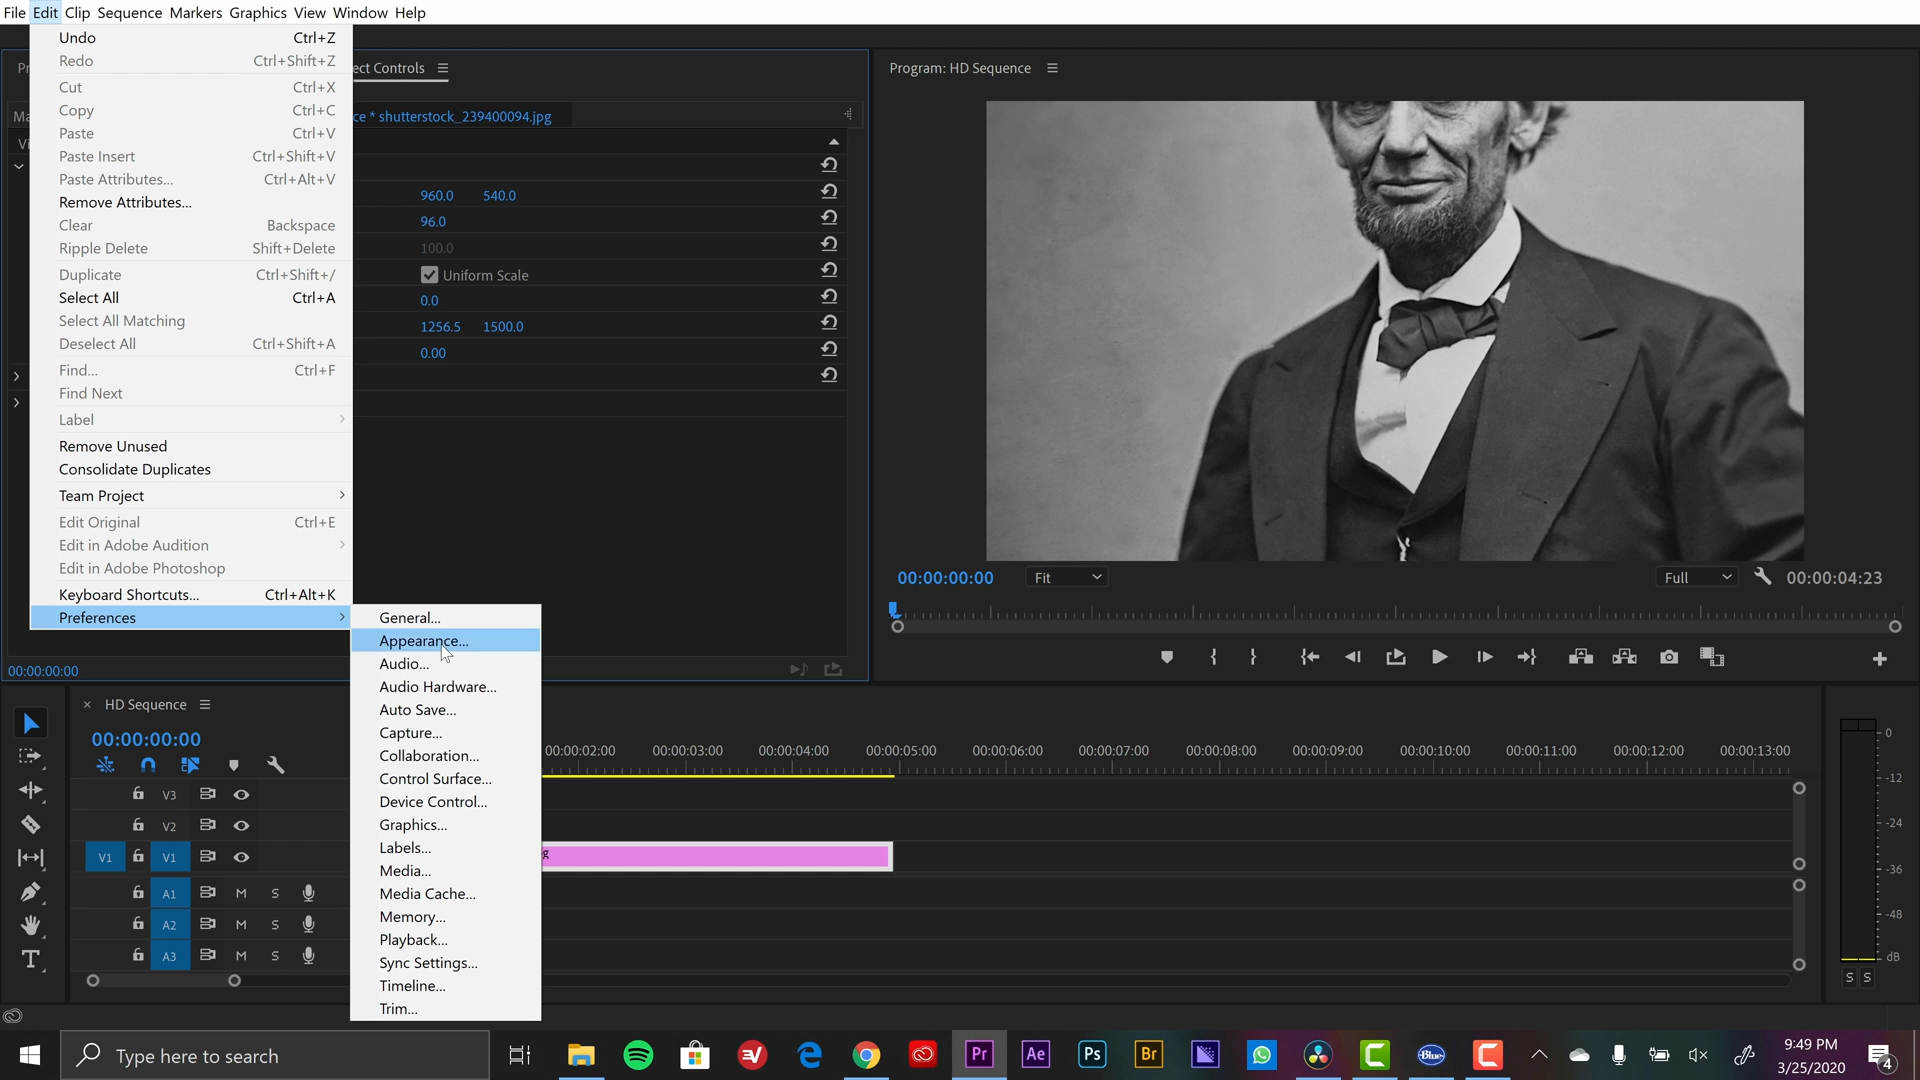 File Edit Clip Sequence Markers Graphics View Window Help
Undo Ctrl+Z
Redo Ctrl+Shift+Z
Cut Ctrl+X
Copy Ctrl+C
Paste Ctrl+V
Paste Insert Ctrl+Shift+V
Paste Attributes... Ctrl+Alt+V
Remove Attributes...
Clear Backspace
Ripple Delete Shift+Delete
Duplicate Ctrl+Shift+/
Select All Ctrl+A
Select All Matching
Deselect All Ctrl+Shift+A
Find... Ctrl+F
Find Next
Label
Remove Unused
Consolidate Duplicates
Team Project
Edit Original Ctrl+E
Edit in Adobe Audition
Edit in Adobe Photoshop
Keyboard Shortcuts... Ctrl+Alt+K
Preferences
General...
Appearance...
Audio...
Audio Hardware...
Auto Save...
Capture...
Collaboration...
Control Surface...
Device Control...
Graphics...
Labels...
Media...
Media Cache...
Memory...
Playback...
Sync Settings...
Timeline...
Trim...
ect Controls
ce * shutterstock_239400094.jpg
960.0 540.0
96.0
100.0
Uniform Scale
0.0
1256.5 1500.0
0.00
00:00:00:00
Program: HD Sequence
00:00:00:00 Fit Full 00:00:04:23
HD Sequence
00:00:00:00
00:00:02:00 00:00:03:00 00:00:04:00 00:00:05:00 00:00:06:00 00:00:07:00 00:00:08:00 00:00:09:00 00:00:10:00 00:00:11:00 00:00:12:00 00:00:13:00
V3
V2
V1 V1
g
A1 M S
A2 M S
A3 M S
0
-12
-24
-36
-48
dB
S S
Type here to search
Pr Ae Ps Br Blue
9:49 PM
3/25/2020
4